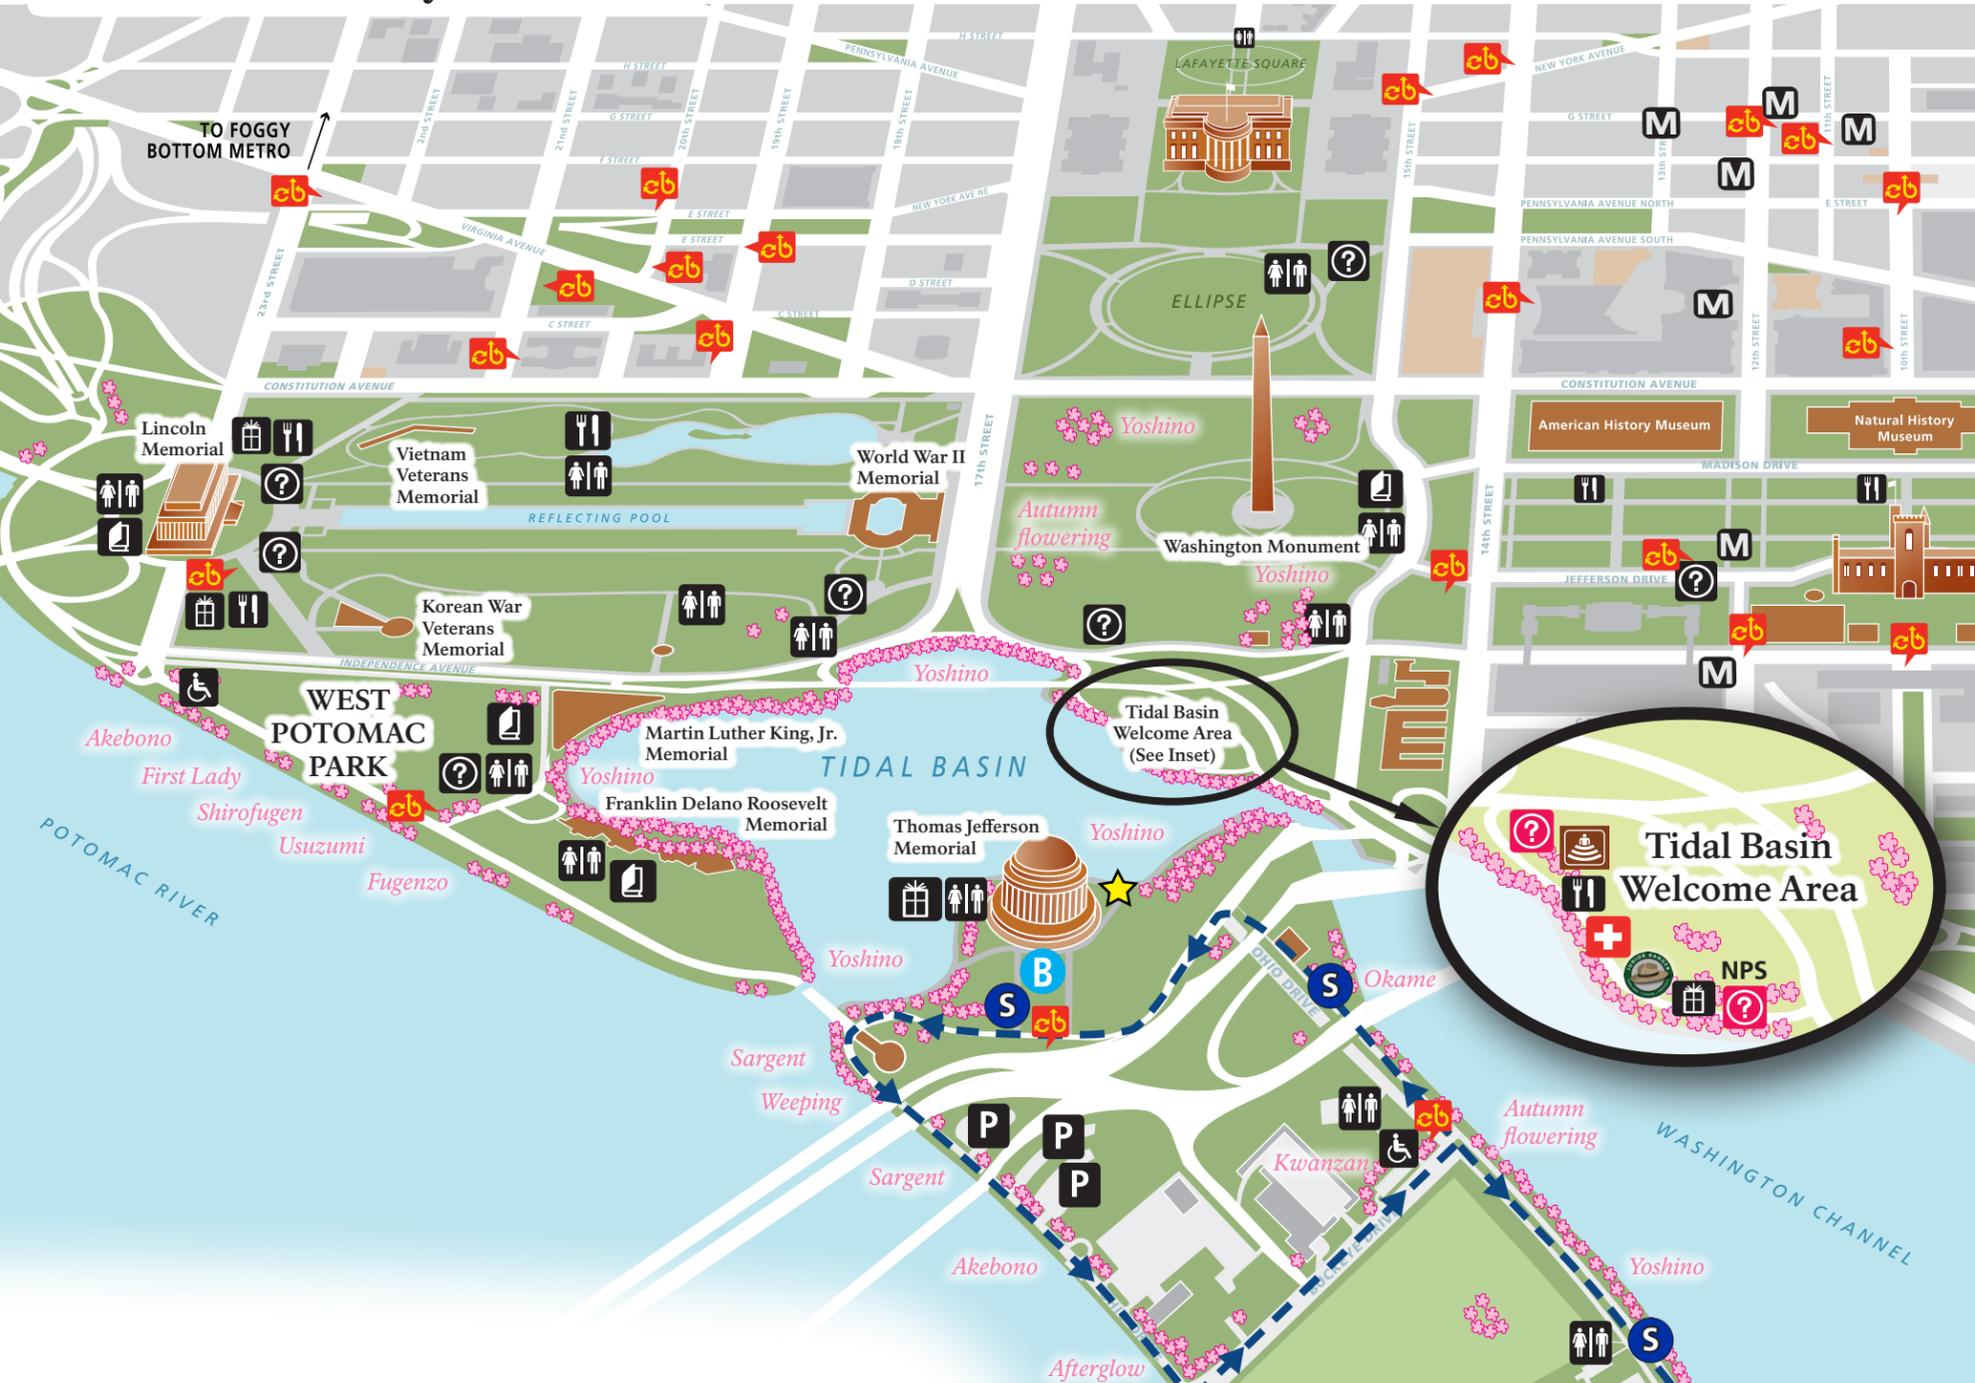 H STREET
PENNSYLVANIA AVENUE
LAFAYETTE SQUARE
NEW YORK AVENUE
H STREET
22nd STREET
21st STREET
20th STREET
19th STREET
18th STREET
G STREET
G STREET
15th STREET
13th STREET
11th STREET
TO FOGGY
BOTTOM METRO
F STREET
M
M
M
M
NEW YORK AVE NE
E STREET
PENNSYLVANIA AVENUE NORTH
E STREET
VIRGINIA AVENUE
E STREET
PENNSYLVANIA AVENUE SOUTH
23rd STREET
D STREET
ELLIPSE
M
C STREET
C STREET
12th STREET
10th STREET
CONSTITUTION AVENUE
CONSTITUTION AVENUE
Lincoln
Memorial
Vietnam
Veterans
Memorial
World War II
Memorial
17th STREET
Yoshino
American History Museum
Natural History
Museum
MADISON DRIVE
REFLECTING POOL
Autumn
flowering
Washington Monument
Yoshino
14th STREET
M
JEFFERSON DRIVE
Korean War
Veterans
Memorial
INDEPENDENCE AVENUE
Yoshino
M
WEST
POTOMAC
PARK
Akebono
First Lady
Shirofugen
Usuzumi
Fugenzo
POTOMAC RIVER
Martin Luther King, Jr.
Memorial
Yoshino
TIDAL BASIN
Tidal Basin
Welcome Area
(See Inset)
Franklin Delano Roosevelt
Memorial
Thomas Jefferson
Memorial
Yoshino
Tidal Basin
Welcome Area
JUNIOR RANGER
NPS
Yoshino
B
S
S
OHIO DRIVE
Okame
Sargent
Weeping
P
P
P
Sargent
Kwanzan
Autumn
flowering
WASHINGTON CHANNEL
BUCKEYE DRIVE
Akebono
Yoshino
S
Afterglow